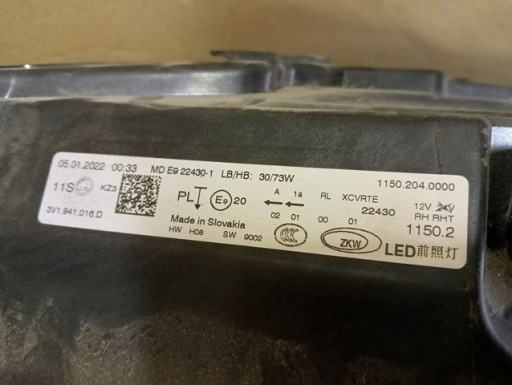 05.01.2022 00:33 MD E9 22430-1 LB/HB: 30/73W 1150.204.0000
11S KZ3 PL E9 20 A 1a RL XCVRTE 12V 24V
02 01 00 01 22430 RH RHT
3V1.941.016.D Made in Slovakia 1150.2
HW H08 SW 9002 CCC ZKW LED前照灯